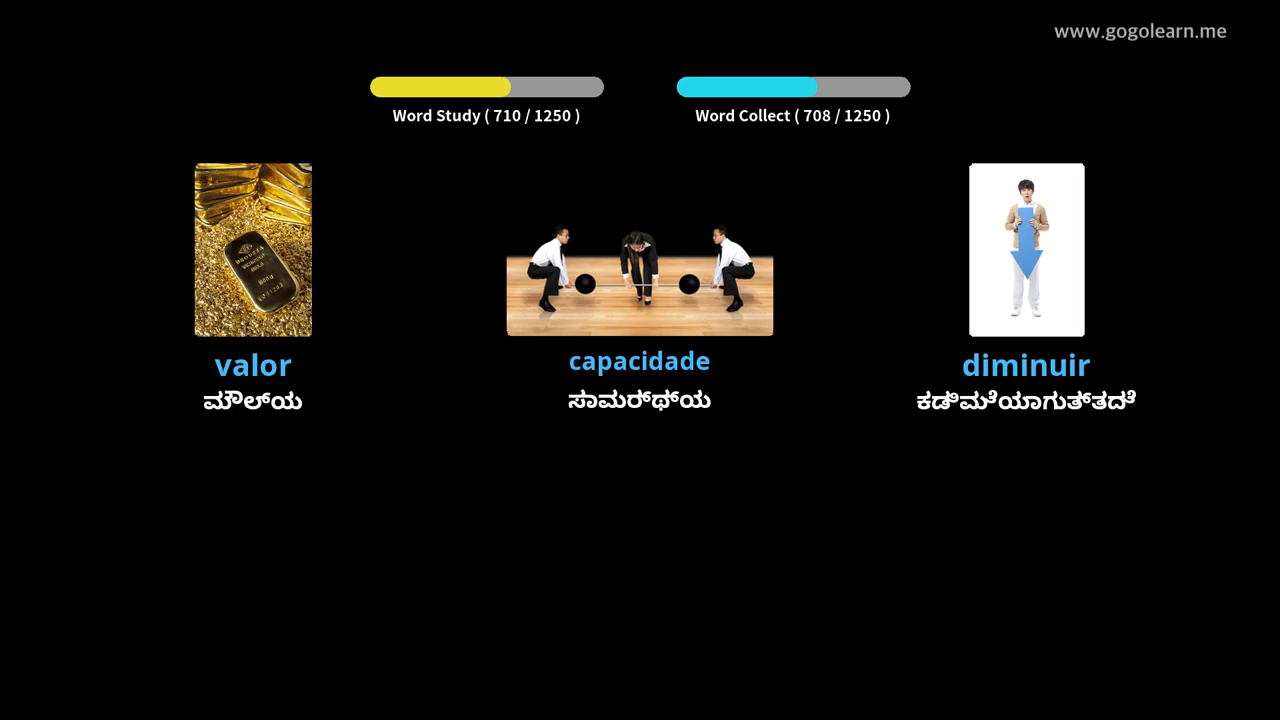 www.gogolearn.me
Word Study ( 710 / 1250 )
Word Collect ( 708 / 1250 )
valor
ಮೌಲ್ಯ
capacidade
ಸಾಮರ್ಥ್ಯ
diminuir
ಕಡಿಮೆಯಾಗುತ್ತದೆ